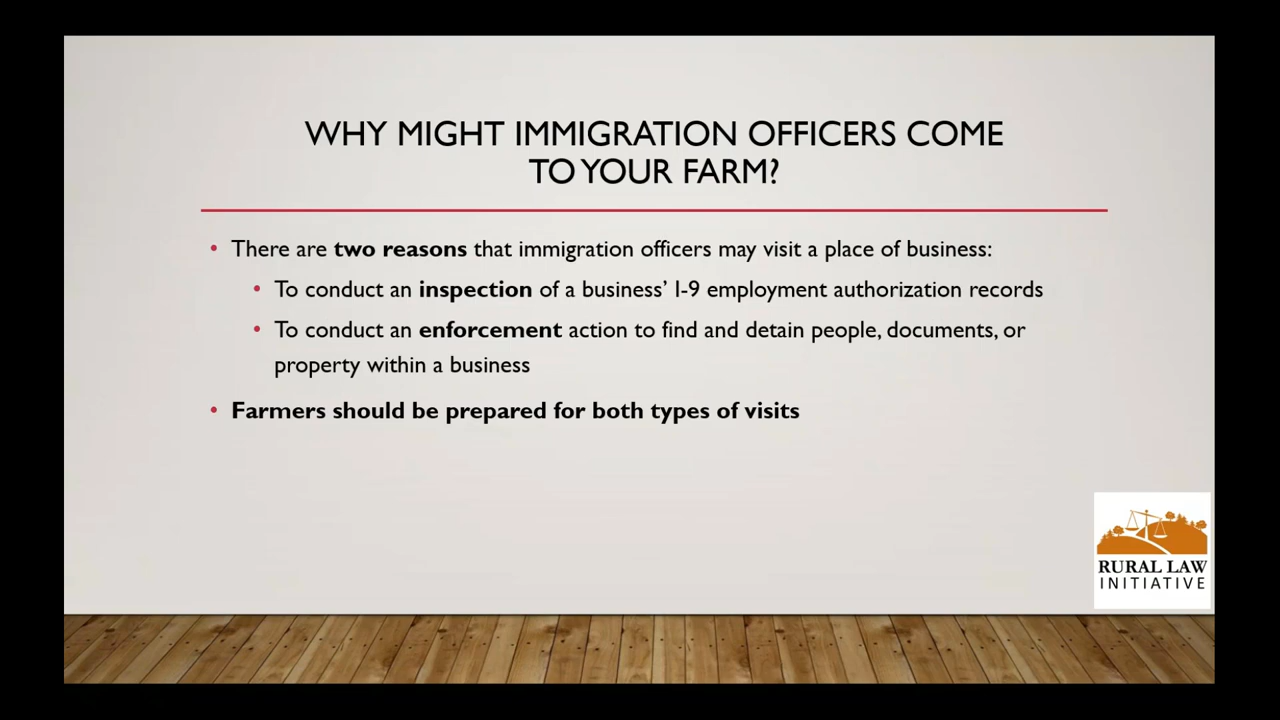 WHY MIGHT IMMIGRATION OFFICERS COME
TO YOUR FARM?
• There are two reasons that immigration officers may visit a place of business:
• To conduct an inspection of a business’ I-9 employment authorization records
• To conduct an enforcement action to find and detain people, documents, or
property within a business
• Farmers should be prepared for both types of visits
RURAL LAW
INITIATIVE